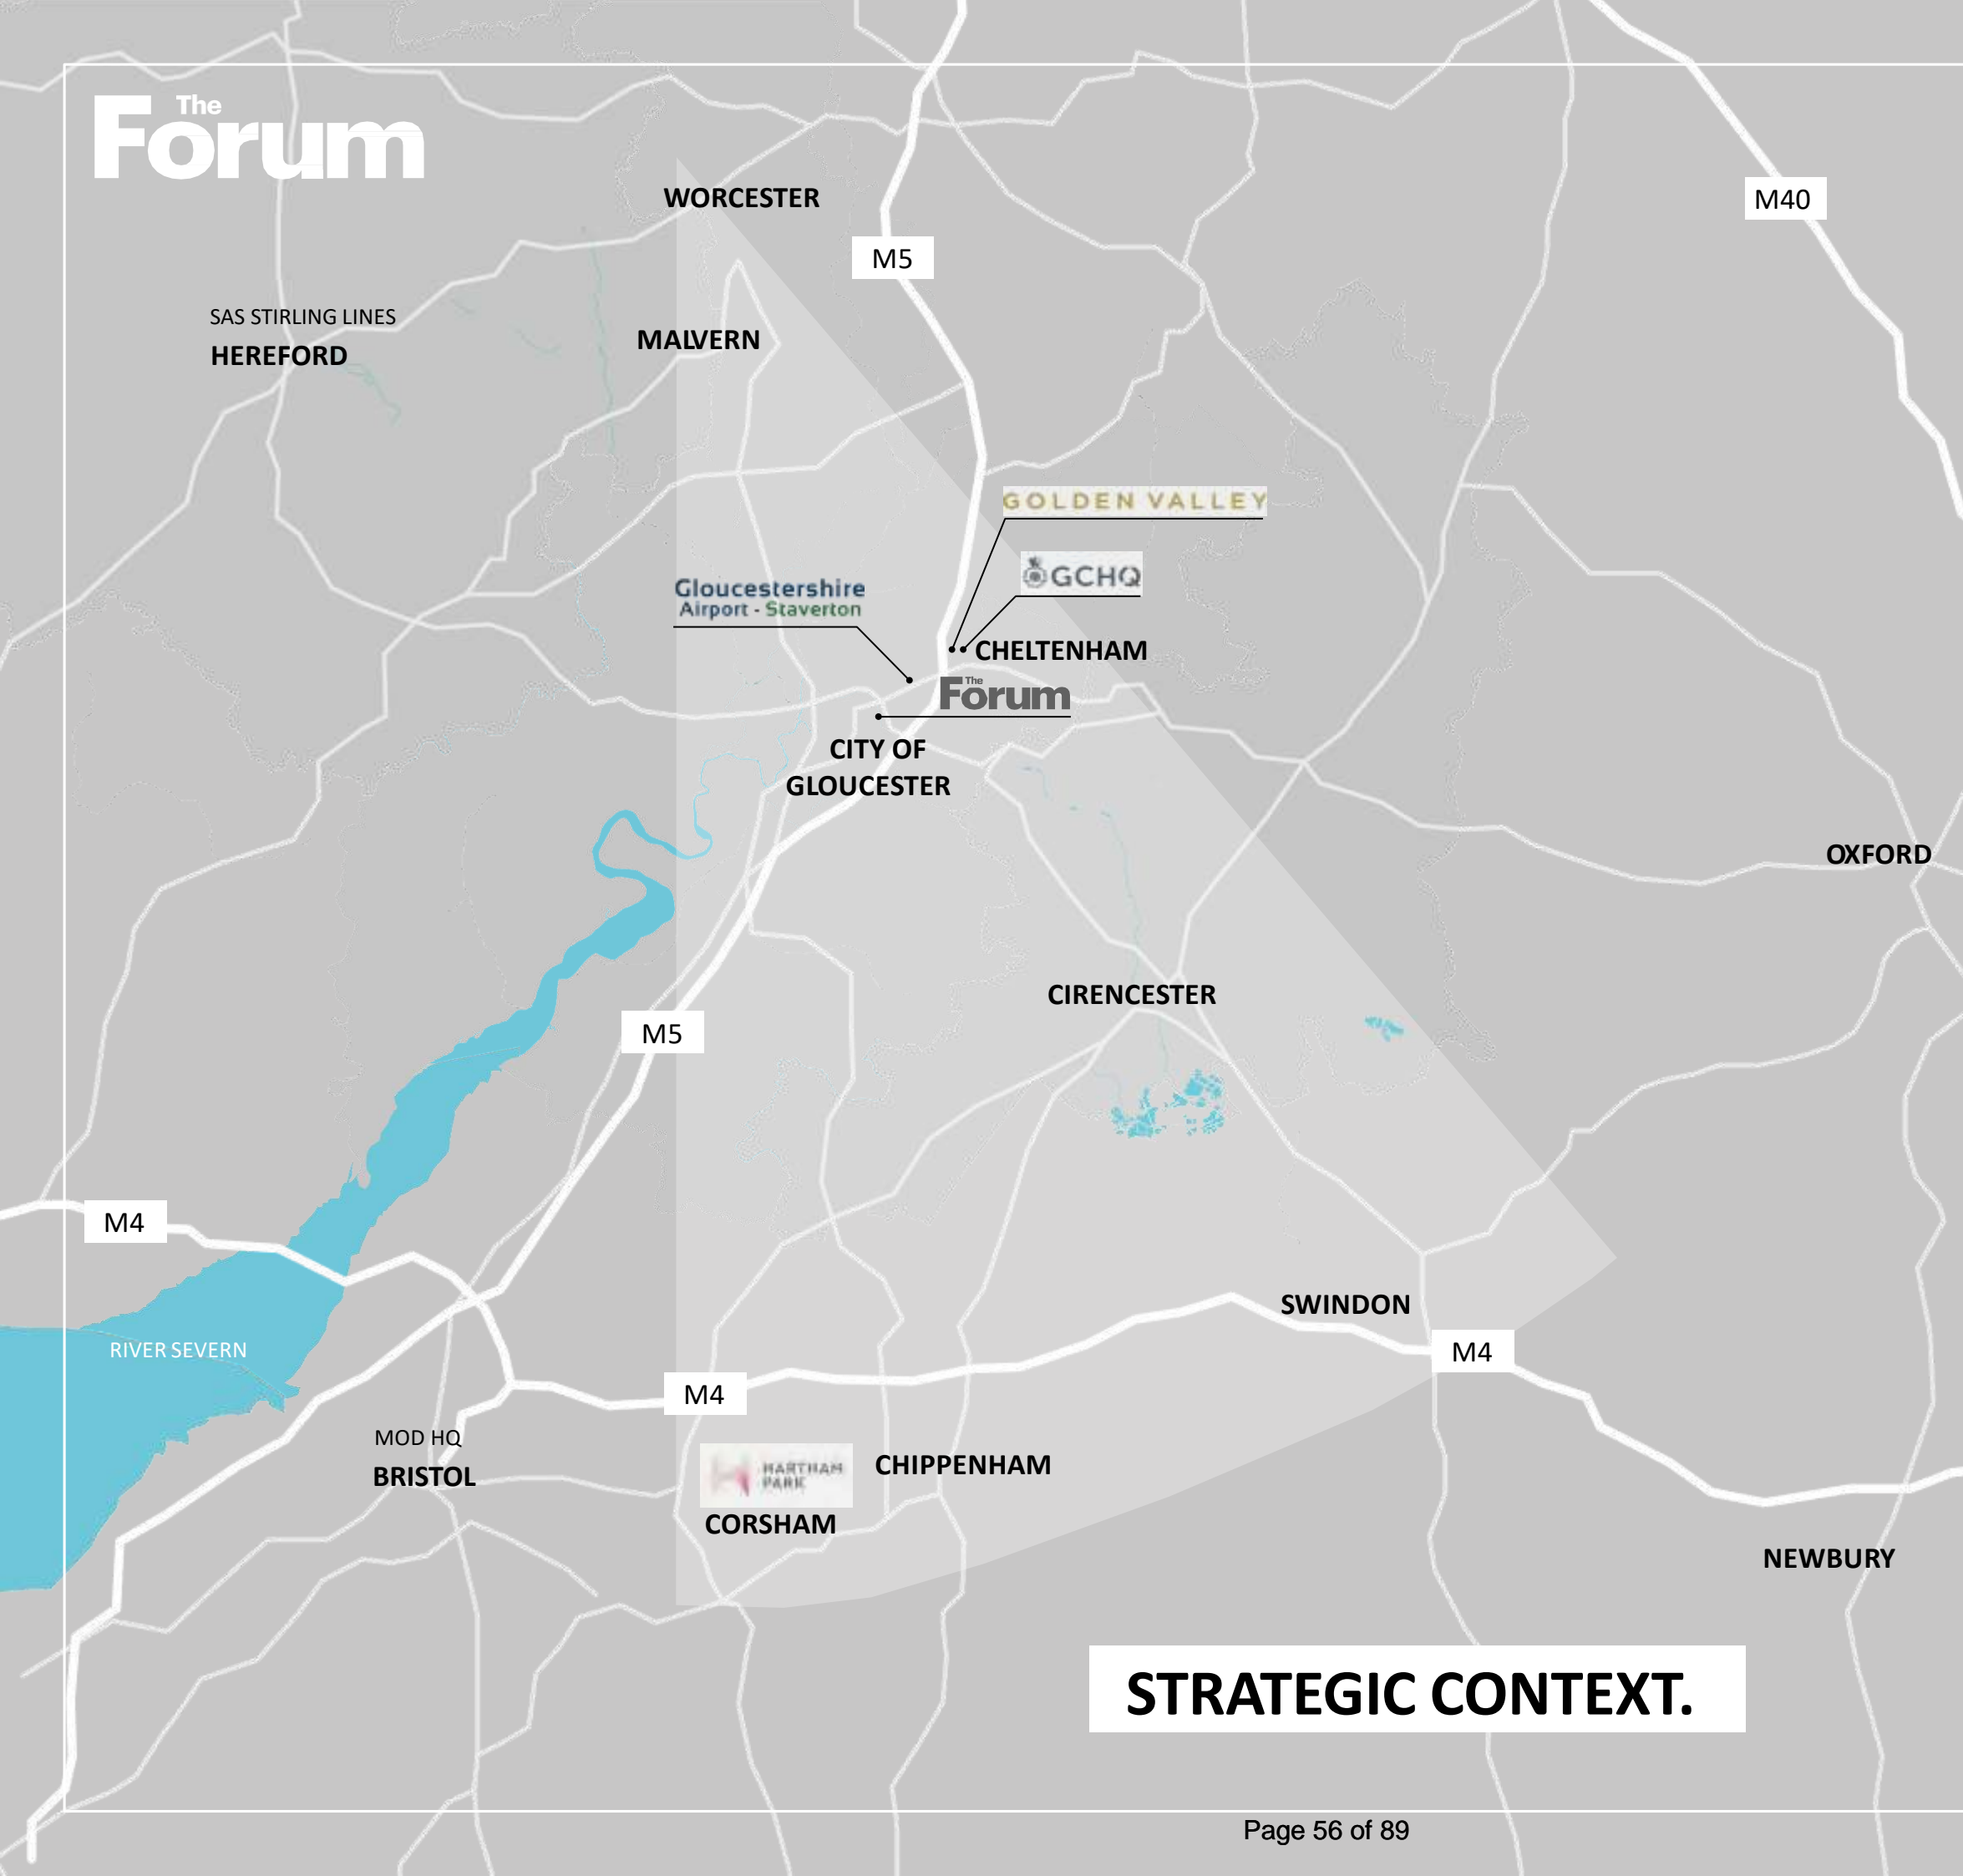 The
Forum
WORCESTER
M40
M5
SAS STIRLING LINES
HEREFORD
MALVERN
GOLDEN VALLEY
GCHQ
Gloucestershire
Airport - Staverton
CHELTENHAM
The
Forum
CITY OF
GLOUCESTER
OXFORD
CIRENCESTER
M5
M4
SWINDON
RIVER SEVERN
M4
M4
MOD HQ
BRISTOL
HARTHAM
PARK
CHIPPENHAM
CORSHAM
NEWBURY
STRATEGIC CONTEXT.
Page 56 of 89